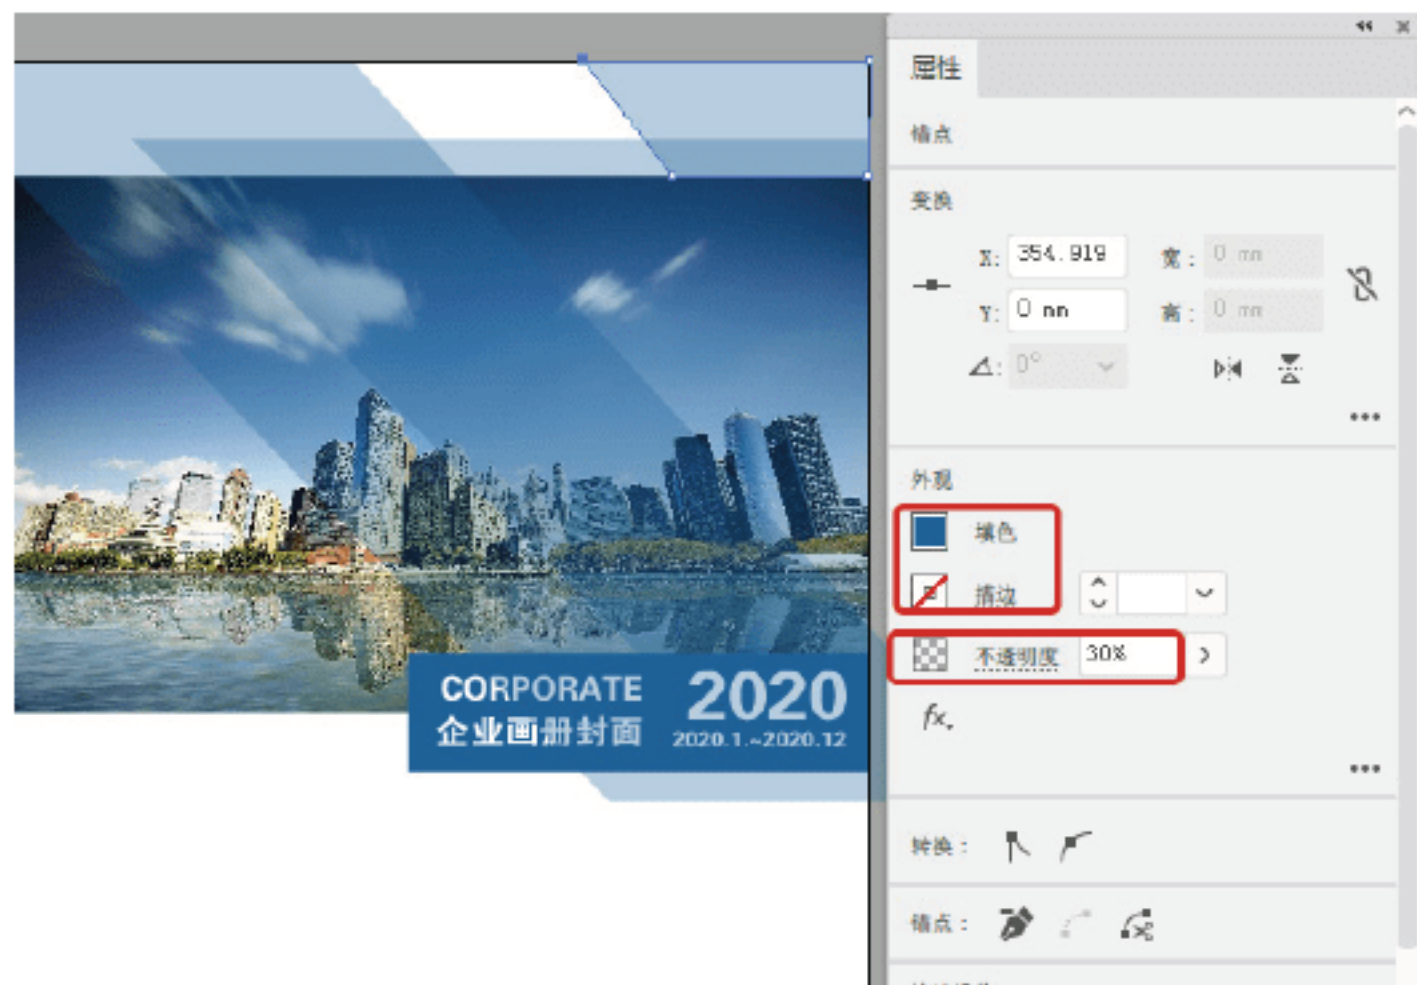 属性
锚点
变换
X: 354.919 宽: 0 mm
Y: 0 mm 高: 0 mm
0°
外观
填色
描边
不透明度 30%
fx.
转换:
锚点:
CORPORATE 2020
企业画册封面 2020.1.~2020.12